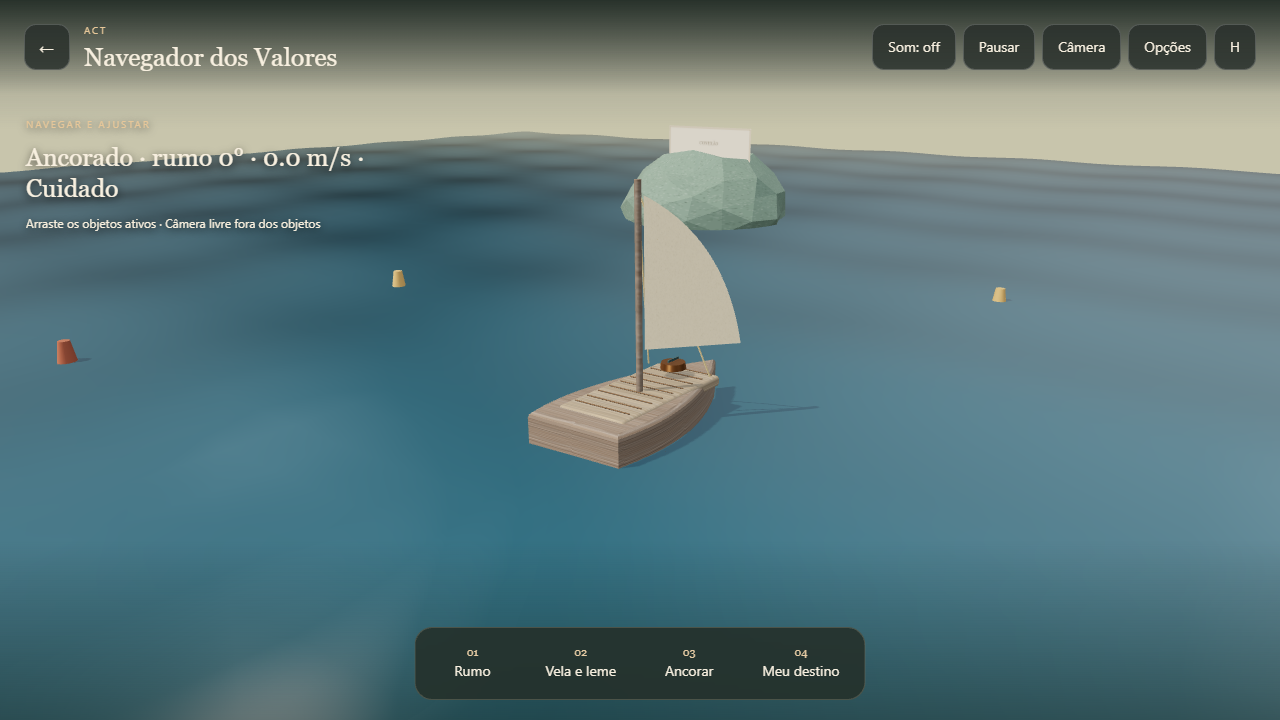 ←
ACT
Navegador dos Valores
Som: off
Pausar
Câmera
Opções
H
NAVEGAR E AJUSTAR
Ancorado · rumo 0° · 0.0 m/s ·
Cuidado
Arraste os objetos ativos · Câmera livre fora dos objetos
01
Rumo
02
Vela e leme
03
Ancorar
04
Meu destino